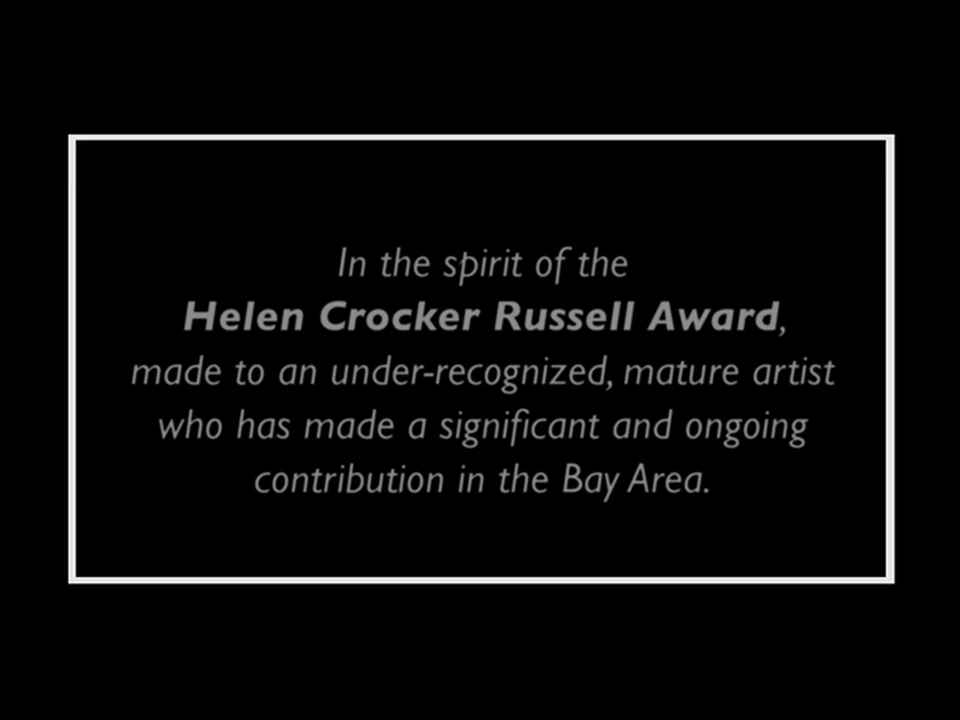 In the spirit of the
Helen Crocker Russell Award,
made to an under-recognized, mature artist
who has made a significant and ongoing
contribution in the Bay Area.